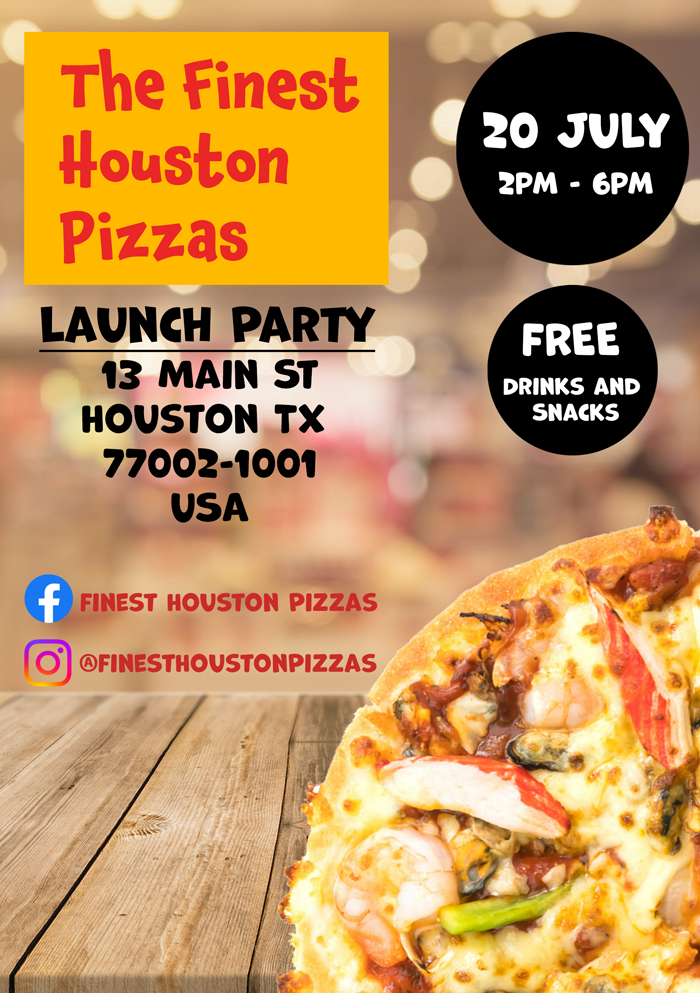 The Finest
Houston
Pizzas
20 JULY
2PM - 6PM
LAUNCH PARTY
13 MAIN ST
HOUSTON TX
77002-1001
USA
FREE
DRINKS AND
SNACKS
FINEST HOUSTON PIZZAS
@FINESTHOUSTONPIZZAS